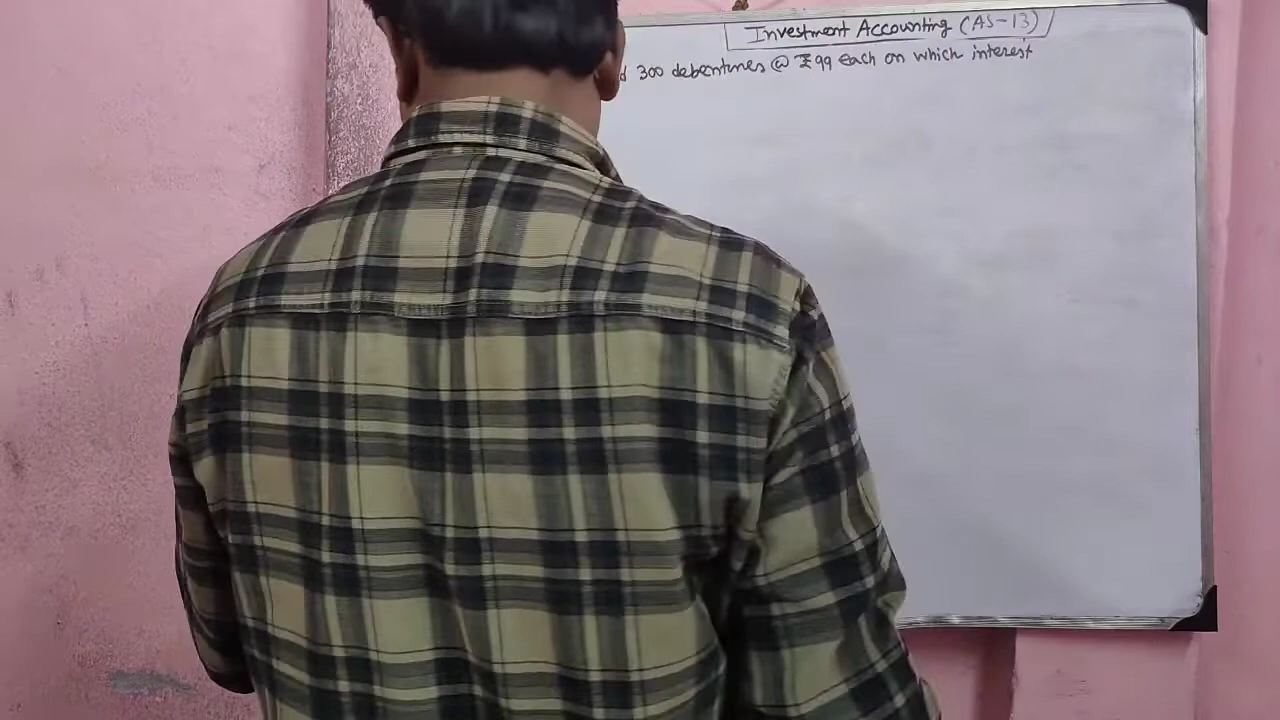 Investment Accounting (AS-13)
300 debentures @ ₹99 each on which interest